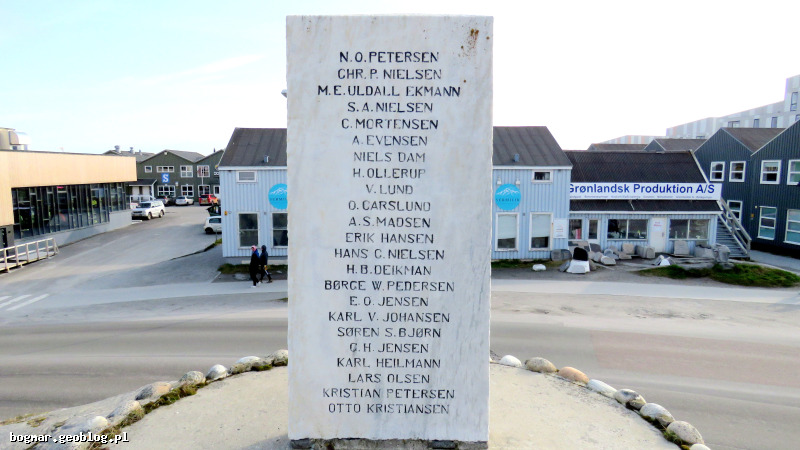 N.O. PETERSEN
CHR. P. NIELSEN
M.E. ULDALL EKMANN
S.A. NIELSEN
C. MORTENSEN
A. EVENSEN
NIELS DAM
H. OLLERUP
V. LUND
O. CARSLUND
A.S. MADSEN
ERIK HANSEN
HANS C. NIELSEN
H.B. DEIKMAN
BØRGE W. PEDERSEN
E.O. JENSEN
KARL V. JOHANSEN
SØREN S. BJØRN
G.H. JENSEN
KARL HEILMANN
LARS OLSEN
KRISTIAN PETERSEN
OTTO KRISTIANSEN
Grønlandsk Produktion A/S
S
bogmar.geoblog.pl